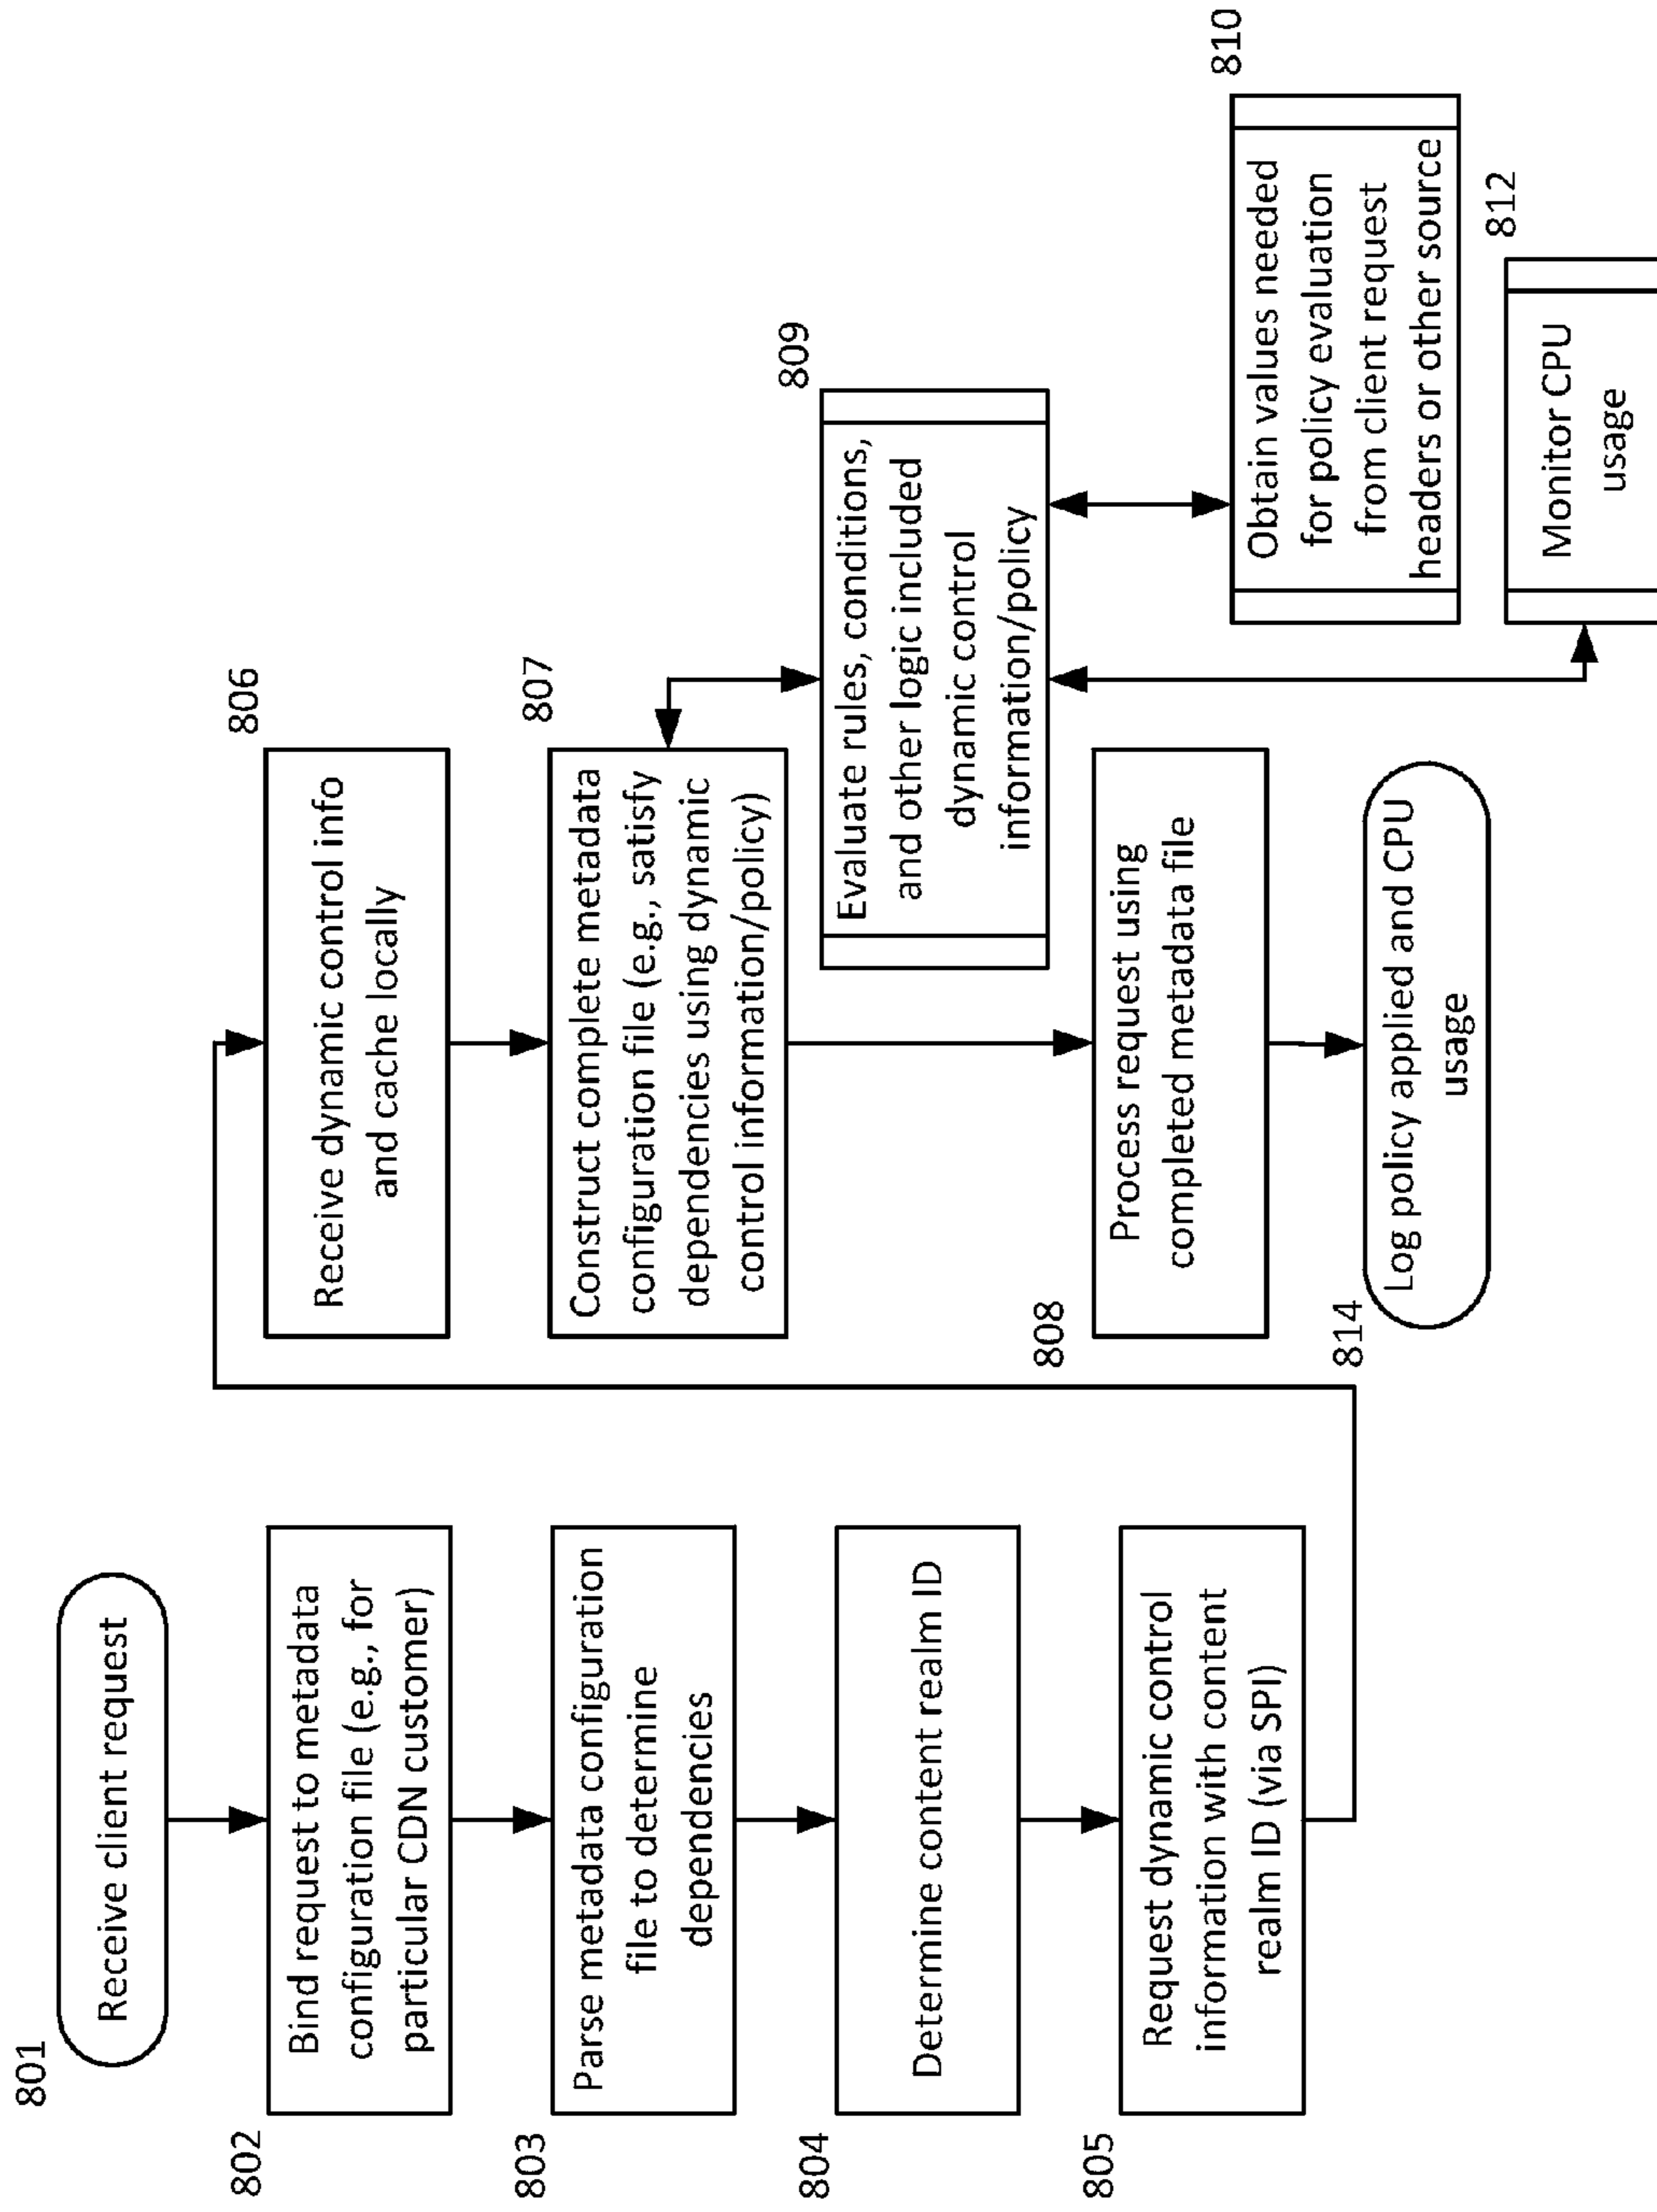 801
Receive client request
802
Bind request to metadata
configuration file (e.g., for
particular CDN customer)
803
Parse metadata configuration
file to determine
dependencies
804
Determine content realm ID
805
Request dynamic control
information with content
realm ID (via SPI)
806
Receive dynamic control info
and cache locally
807
Construct complete metadata
configuration file (e.g., satisfy
dependencies using dynamic
control information/policy)
809
Evaluate rules, conditions,
and other logic included
dynamic control
information/policy
810
Obtain values needed
for policy evaluation
from client request
headers or other source
812
Monitor CPU
usage
808
Process request using
completed metadata file
814
Log policy applied and CPU
usage